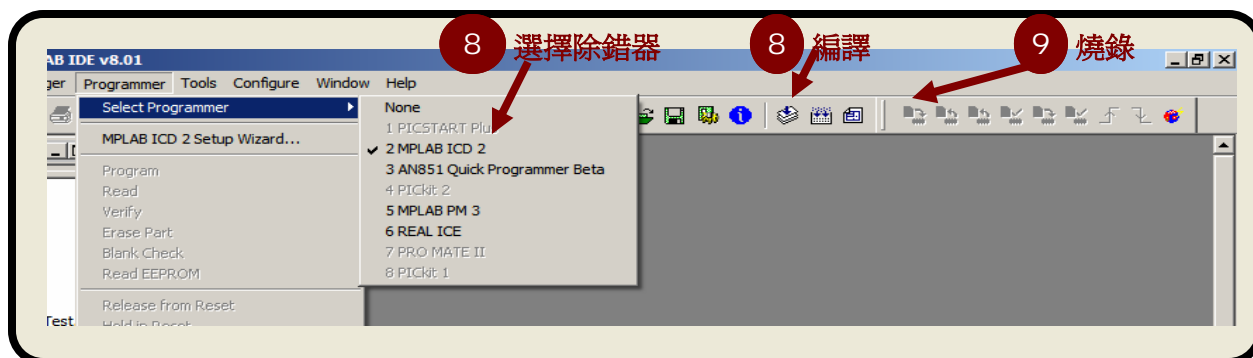 8 選擇除錯器
8 編譯
9 燒錄
AB IDE v8.01
ger Programmer Tools Configure Window Help
Select Programmer
MPLAB ICD 2 Setup Wizard...
Program
Read
Verify
Erase Part
Blank Check
Read EEPROM
Release from Reset
Hold in Reset
None
1 PICSTART Plus
2 MPLAB ICD 2
3 AN851 Quick Programmer Beta
4 PICkit 2
5 MPLAB PM 3
6 REAL ICE
7 PRO MATE II
8 PICkit 1
Test